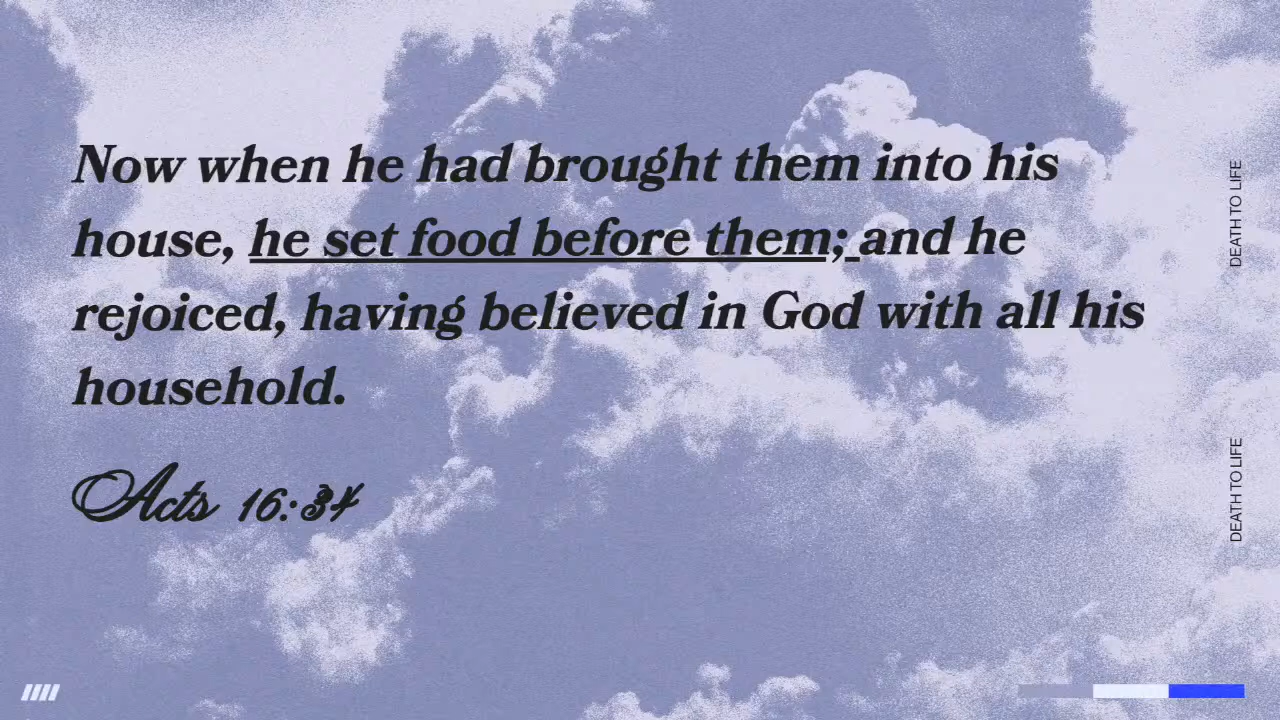 Now when he had brought them into his
house, he set food before them; and he
rejoiced, having believed in God with all his
household.
Acts 16:34
DEATH TO LIFE
DEATH TO LIFE